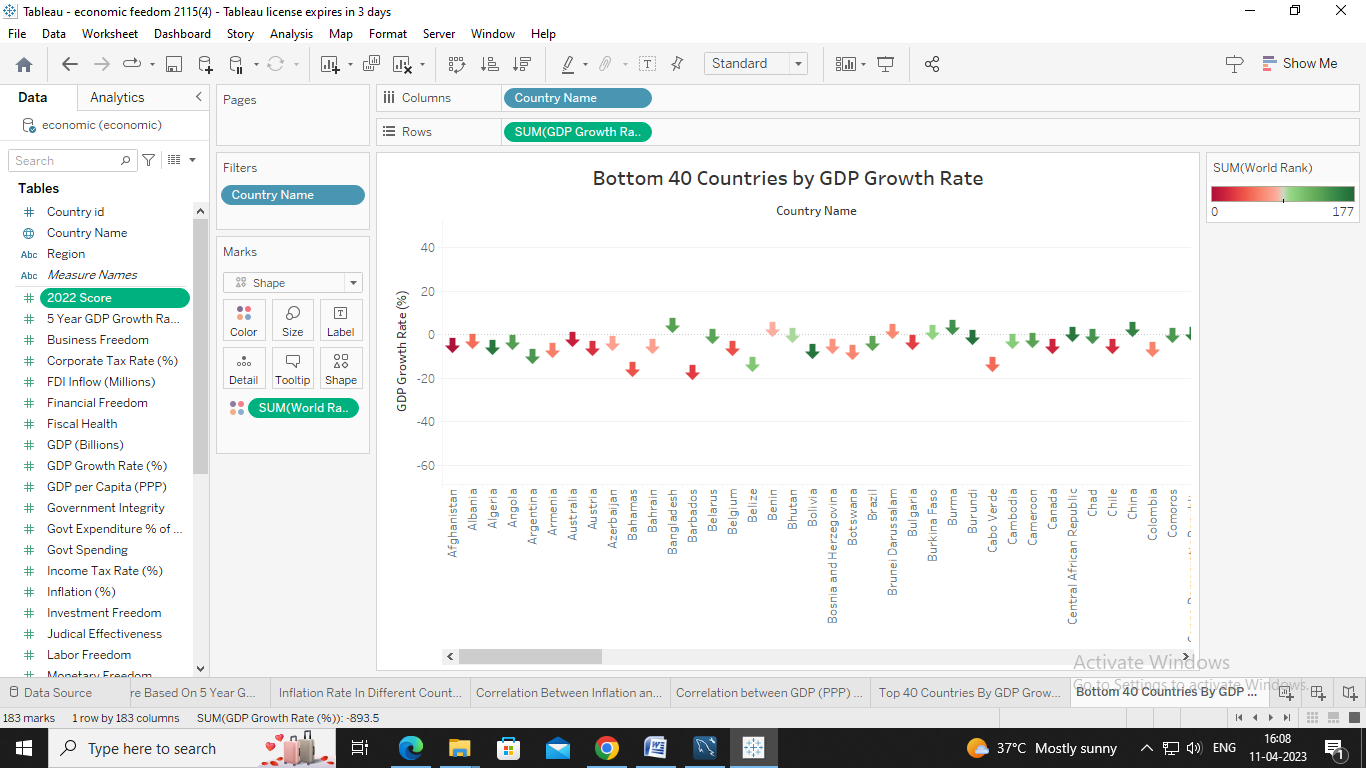 Tableau - economic feedom 2115(4) - Tableau license expires in 3 days
File Data Worksheet Dashboard Story Analysis Map Format Server Window Help
Standard
Show Me
Data Analytics
economic (economic)
Search
Tables
Country id
Country Name
Abc Region
Abc Measure Names
2022 Score
5 Year GDP Growth Ra...
Business Freedom
Corporate Tax Rate (%)
FDI Inflow (Millions)
Financial Freedom
Fiscal Health
GDP (Billions)
GDP Growth Rate (%)
GDP per Capita (PPP)
Government Integrity
Govt Expenditure % of ...
Govt Spending
Income Tax Rate (%)
Inflation (%)
Investment Freedom
Judical Effectiveness
Labor Freedom
Monetary Freedom
Pages
Filters
Country Name
Marks
Shape
Color Size Label
Detail Tooltip Shape
SUM(World Ra..
Columns Country Name
Rows SUM(GDP Growth Ra..
Bottom 40 Countries by GDP Growth Rate
Country Name
GDP Growth Rate (%)
40
20
0
-20
-40
-60
Afghanistan
Albania
Algeria
Angola
Argentina
Armenia
Australia
Austria
Azerbaijan
Bahamas
Bahrain
Bangladesh
Barbados
Belarus
Belgium
Belize
Benin
Bhutan
Bolivia
Bosnia and Herzegovina
Botswana
Brazil
Brunei Darussalam
Bulgaria
Burkina Faso
Burma
Burundi
Cabo Verde
Cambodia
Cameroon
Canada
Central African Republic
Chad
Chile
China
Colombia
Comoros
SUM(World Rank)
0 177
Activate Windows
Go to Settings to activate Windows.
Data Source
re Based On 5 Year G...
Inflation Rate In Different Count...
Correlation Between Inflation an...
Correlation between GDP (PPP) ...
Top 40 Countries By GDP Grow...
Bottom 40 Countries By GDP ...
183 marks 1 row by 183 columns SUM(GDP Growth Rate (%)): -893.5
Type here to search
37°C Mostly sunny
ENG
16:08
11-04-2023
1